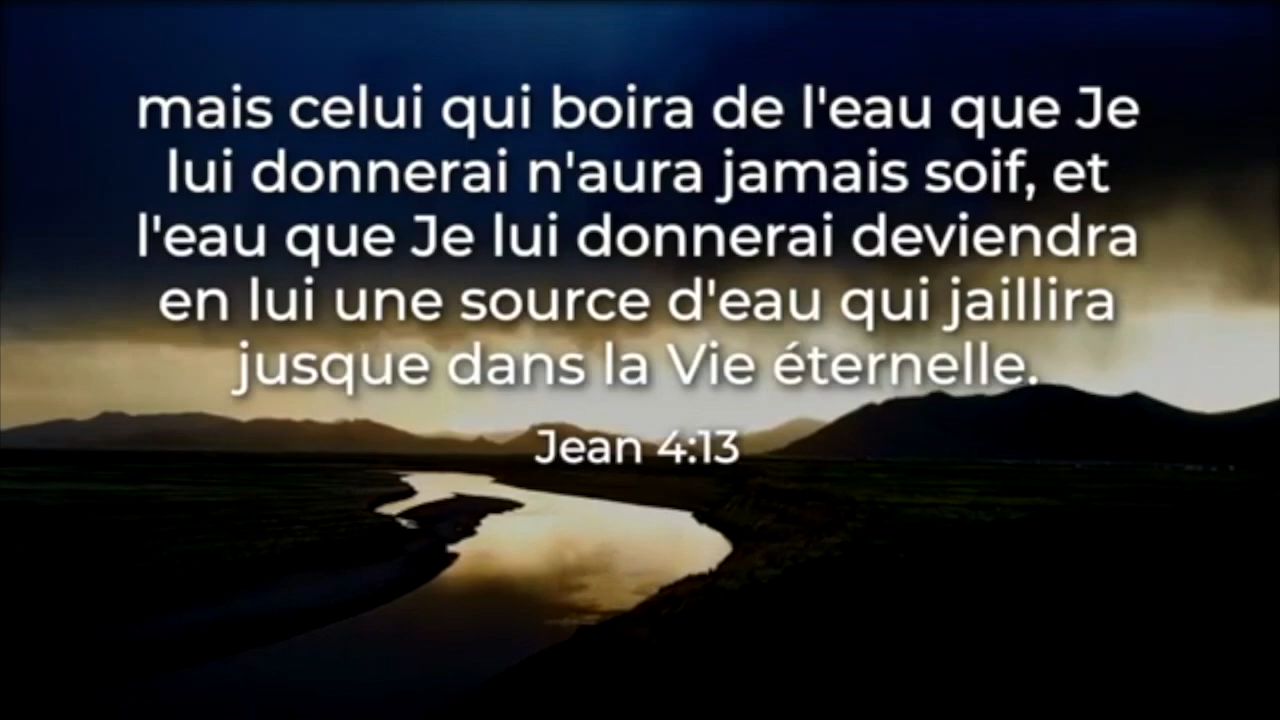 mais celui qui boira de l'eau que Je
lui donnerai n'aura jamais soif, et
l'eau que Je lui donnerai deviendra
en lui une source d'eau qui jaillira
jusque dans la Vie éternelle.
Jean 4:13